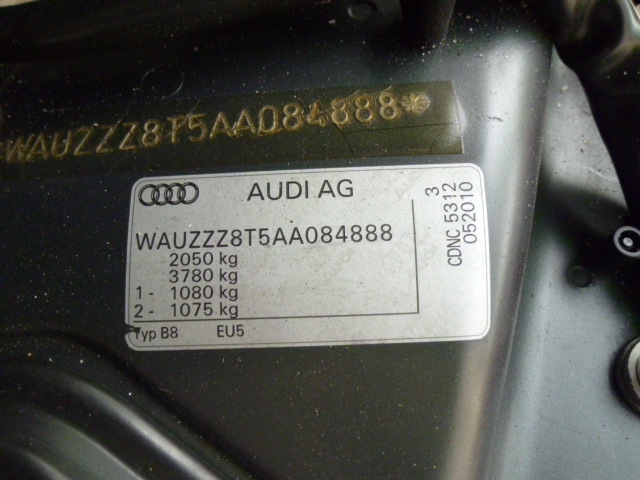 WAUZZZ8T5AA084888*
AUDI AG
WAUZZZ8T5AA084888
2050 kg
3780 kg
1 - 1080 kg
2 - 1075 kg
Typ B8 EU5
3
CDNC 5312
052010